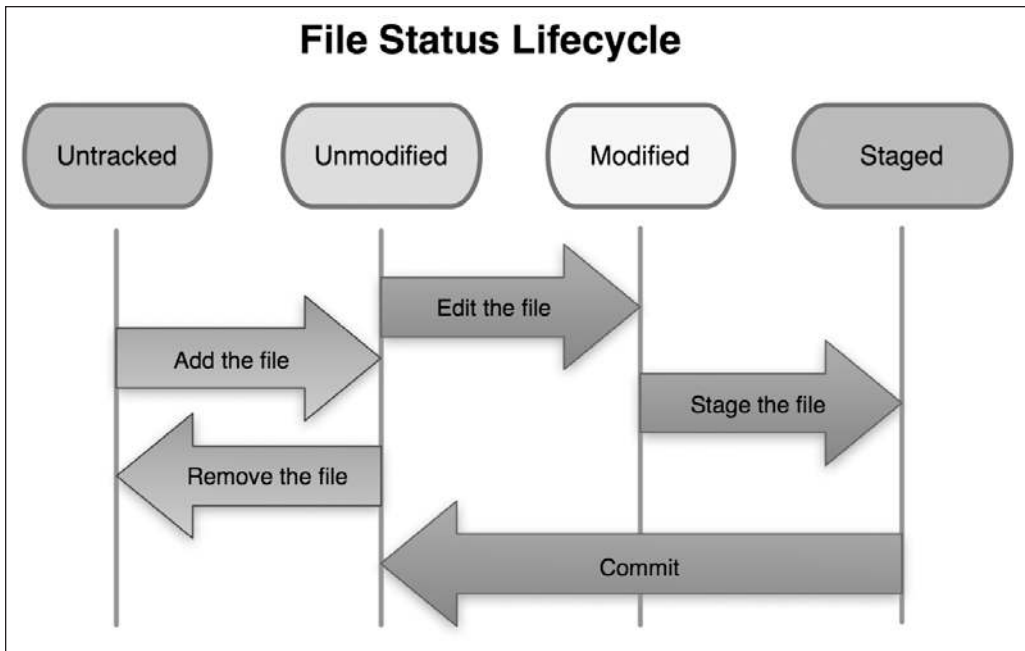 File Status Lifecycle
Untracked
Unmodified
Modified
Staged
Edit the file
Add the file
Stage the file
Remove the file
Commit